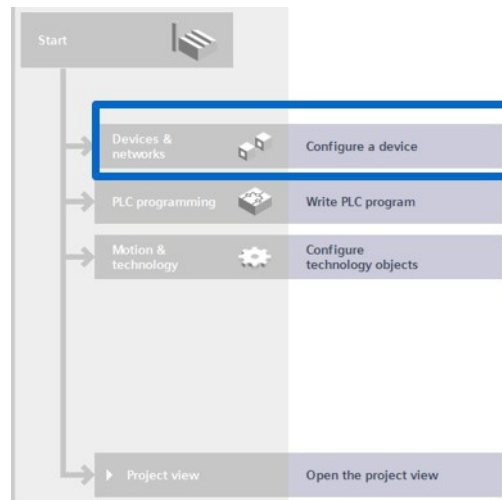 Start
Devices &
networks
Configure a device
PLC programming
Write PLC program
Motion &
technology
Configure
technology objects
Project view
Open the project view